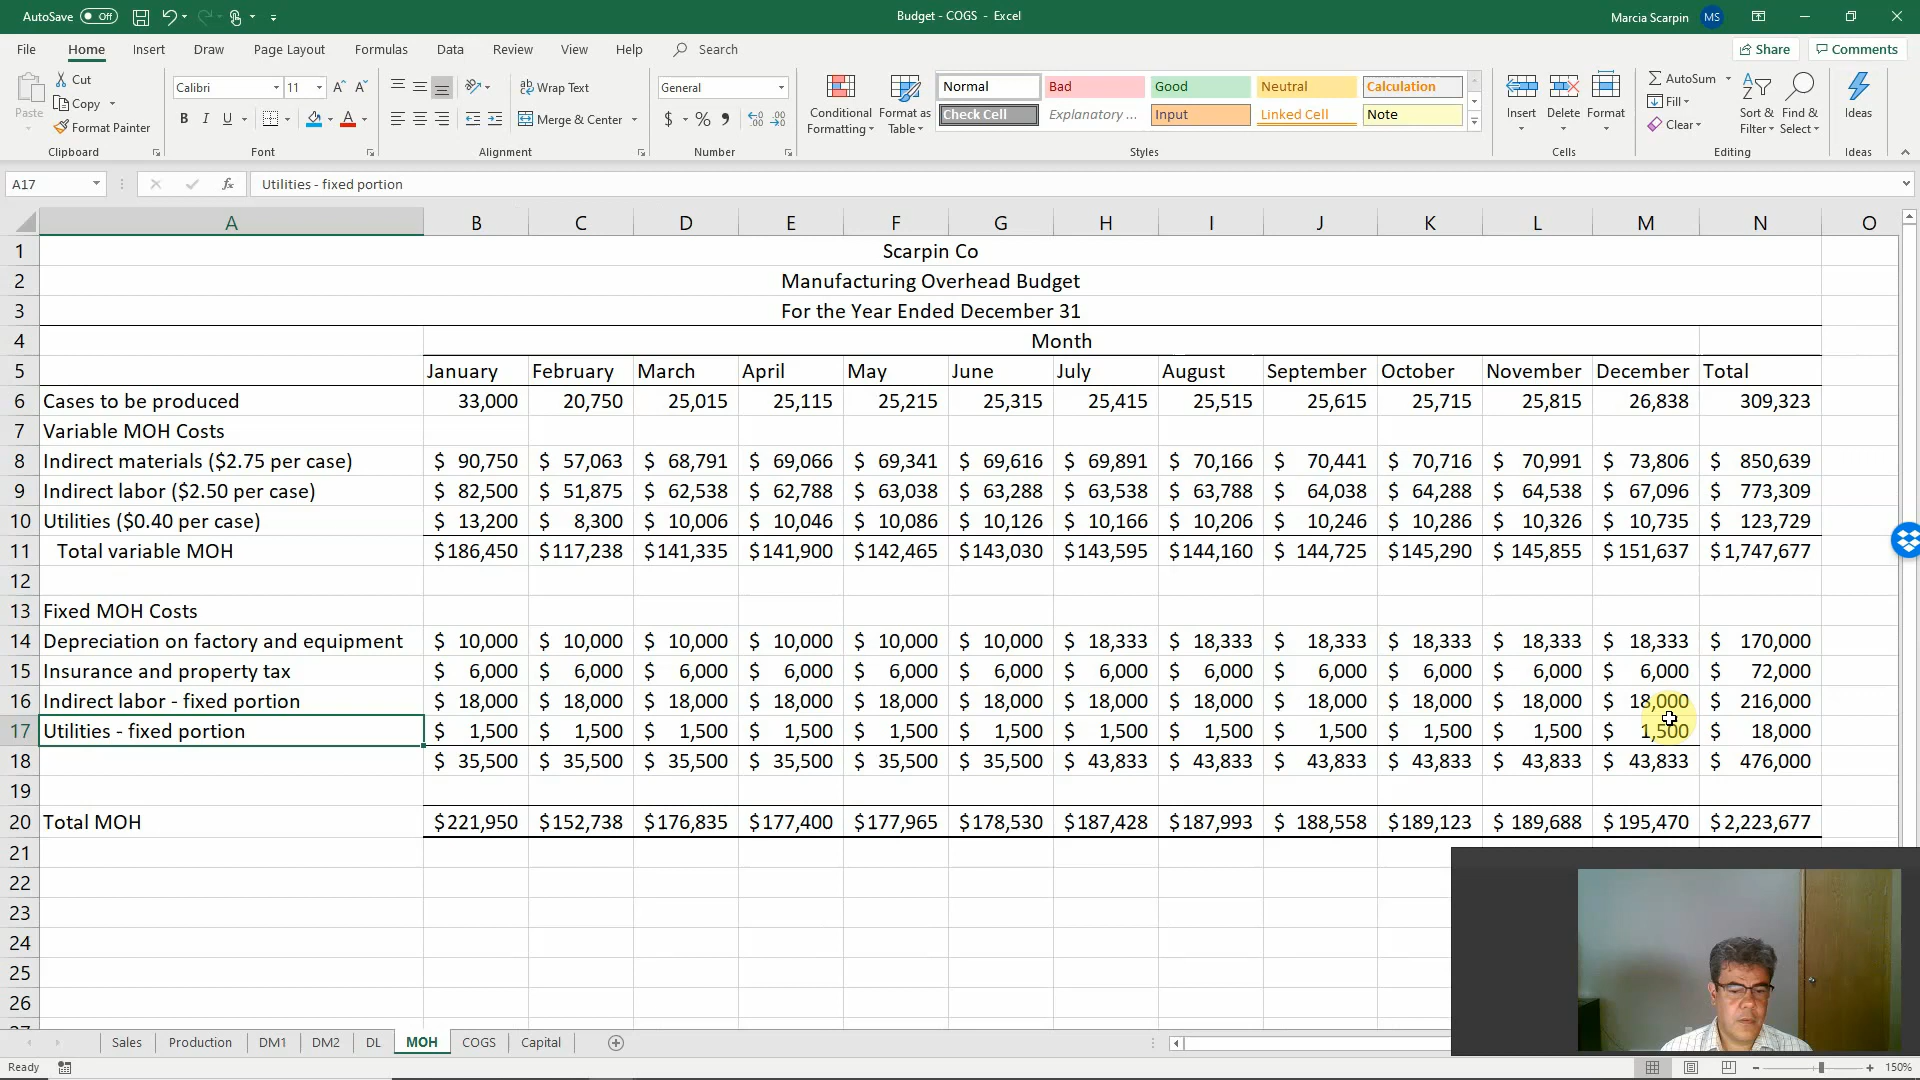 AutoSave Off Budget - COGS - Excel Marcia Scarpin MS
File Home Insert Draw Page Layout Formulas Data Review View Help Search Share Comments
Paste Cut Copy Format Painter Clipboard
Calibri 11 B I U A A A Font
Wrap Text Merge & Center Alignment
General $ % , Number
Conditional Formatting Format as Table Normal Bad Good Neutral Calculation
Check Cell Explanatory ... Input Linked Cell Note Styles
Insert Delete Format Cells
AutoSum Fill Clear Sort & Filter Find & Select Editing
Ideas Ideas
A17 fx Utilities - fixed portion
A B C D E F G H I J K L M N O
1 Scarpin Co
2 Manufacturing Overhead Budget
3 For the Year Ended December 31
4 Month
5 January February March April May June July August September October November December Total
6 Cases to be produced 33,000 20,750 25,015 25,115 25,215 25,315 25,415 25,515 25,615 25,715 25,815 26,838 309,323
7 Variable MOH Costs
8 Indirect materials ($2.75 per case) $ 90,750 $ 57,063 $ 68,791 $ 69,066 $ 69,341 $ 69,616 $ 69,891 $ 70,166 $ 70,441 $ 70,716 $ 70,991 $ 73,806 $ 850,639
9 Indirect labor ($2.50 per case) $ 82,500 $ 51,875 $ 62,538 $ 62,788 $ 63,038 $ 63,288 $ 63,538 $ 63,788 $ 64,038 $ 64,288 $ 64,538 $ 67,096 $ 773,309
10 Utilities ($0.40 per case) $ 13,200 $ 8,300 $ 10,006 $ 10,046 $ 10,086 $ 10,126 $ 10,166 $ 10,206 $ 10,246 $ 10,286 $ 10,326 $ 10,735 $ 123,729
11 Total variable MOH $186,450 $117,238 $141,335 $141,900 $142,465 $143,030 $143,595 $144,160 $ 144,725 $145,290 $ 145,855 $151,637 $1,747,677
12
13 Fixed MOH Costs
14 Depreciation on factory and equipment $ 10,000 $ 10,000 $ 10,000 $ 10,000 $ 10,000 $ 10,000 $ 18,333 $ 18,333 $ 18,333 $ 18,333 $ 18,333 $ 18,333 $ 170,000
15 Insurance and property tax $ 6,000 $ 6,000 $ 6,000 $ 6,000 $ 6,000 $ 6,000 $ 6,000 $ 6,000 $ 6,000 $ 6,000 $ 6,000 $ 6,000 $ 72,000
16 Indirect labor - fixed portion $ 18,000 $ 18,000 $ 18,000 $ 18,000 $ 18,000 $ 18,000 $ 18,000 $ 18,000 $ 18,000 $ 18,000 $ 18,000 $ 18,000 $ 216,000
17 Utilities - fixed portion $ 1,500 $ 1,500 $ 1,500 $ 1,500 $ 1,500 $ 1,500 $ 1,500 $ 1,500 $ 1,500 $ 1,500 $ 1,500 $ 1,500 $ 18,000
18 $ 35,500 $ 35,500 $ 35,500 $ 35,500 $ 35,500 $ 35,500 $ 43,833 $ 43,833 $ 43,833 $ 43,833 $ 43,833 $ 43,833 $ 476,000
19
20 Total MOH $221,950 $152,738 $176,835 $177,400 $177,965 $178,530 $187,428 $187,993 $ 188,558 $189,123 $ 189,688 $195,470 $2,223,677
21
22
23
24
25
26
Sales Production DM1 DM2 DL MOH COGS Capital
Ready 150%